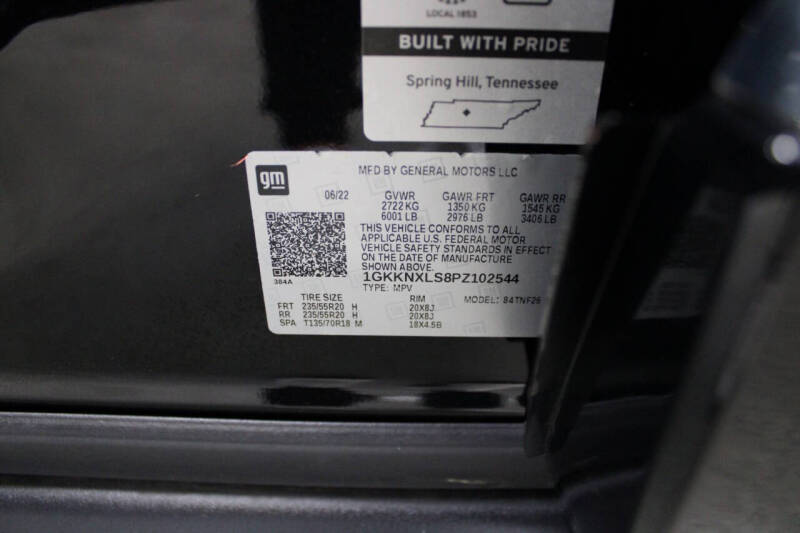 LOCAL 1853
BUILT WITH PRIDE
Spring Hill, Tennessee
gm
MFD BY GENERAL MOTORS LLC
06/22 GVWR GAWR FRT GAWR RR
2722 KG 1350 KG 1545 KG
6001 LB 2976 LB 3406 LB
THIS VEHICLE CONFORMS TO ALL
APPLICABLE U.S. FEDERAL MOTOR
VEHICLE SAFETY STANDARDS IN EFFECT
ON THE DATE OF MANUFACTURE
SHOWN ABOVE.
384A 1GKKNXLS8PZ102544
TYPE: MPV MODEL: 84TNF26
TIRE SIZE RIM
FRT 235/55R20 H 20X8J
RR 235/55R20 H 20X8J
SPA T135/70R18 M 18X4.5B